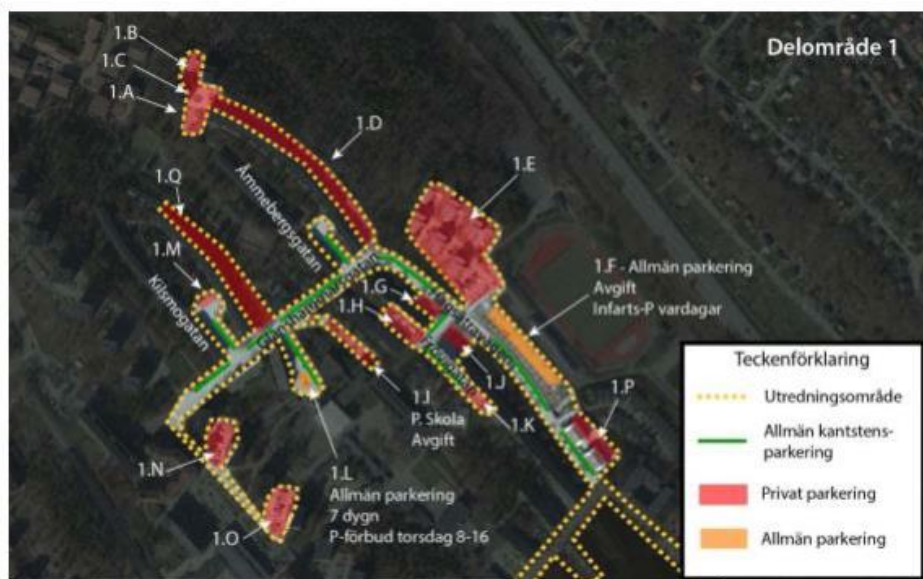 Delområde 1
1.B
1.C
1.A
1.D
1.Q
1.E
Åmmebergsgatan
1.M
1.G
1.H
1.F - Allmän parkering
Avgift
Infarts-P vardagar
Kilsmogatan
1.I
P. Skola
Avgift
1.J
1.K
1.P
1.N
1.L
Allmän parkering
7 dygn
P-förbud torsdag 8-16
1.O
Teckenförklaring
Utredningsområde
Allmän kantstens-
parkering
Privat parkering
Allmän parkering